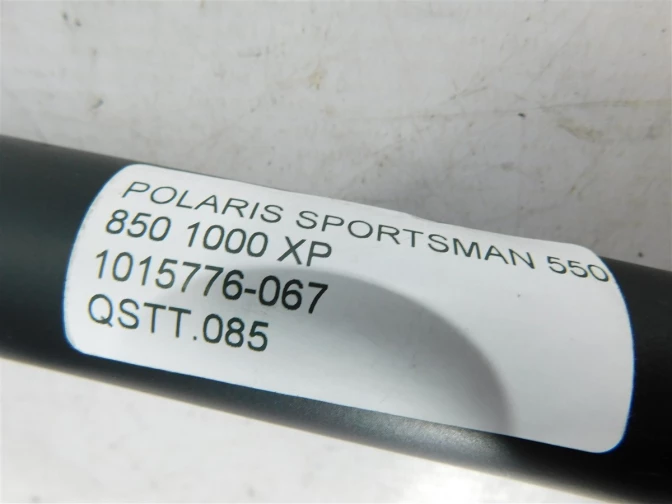 POLARIS SPORTSMAN 550
850 1000 XP
1015776-067
QSTT.085